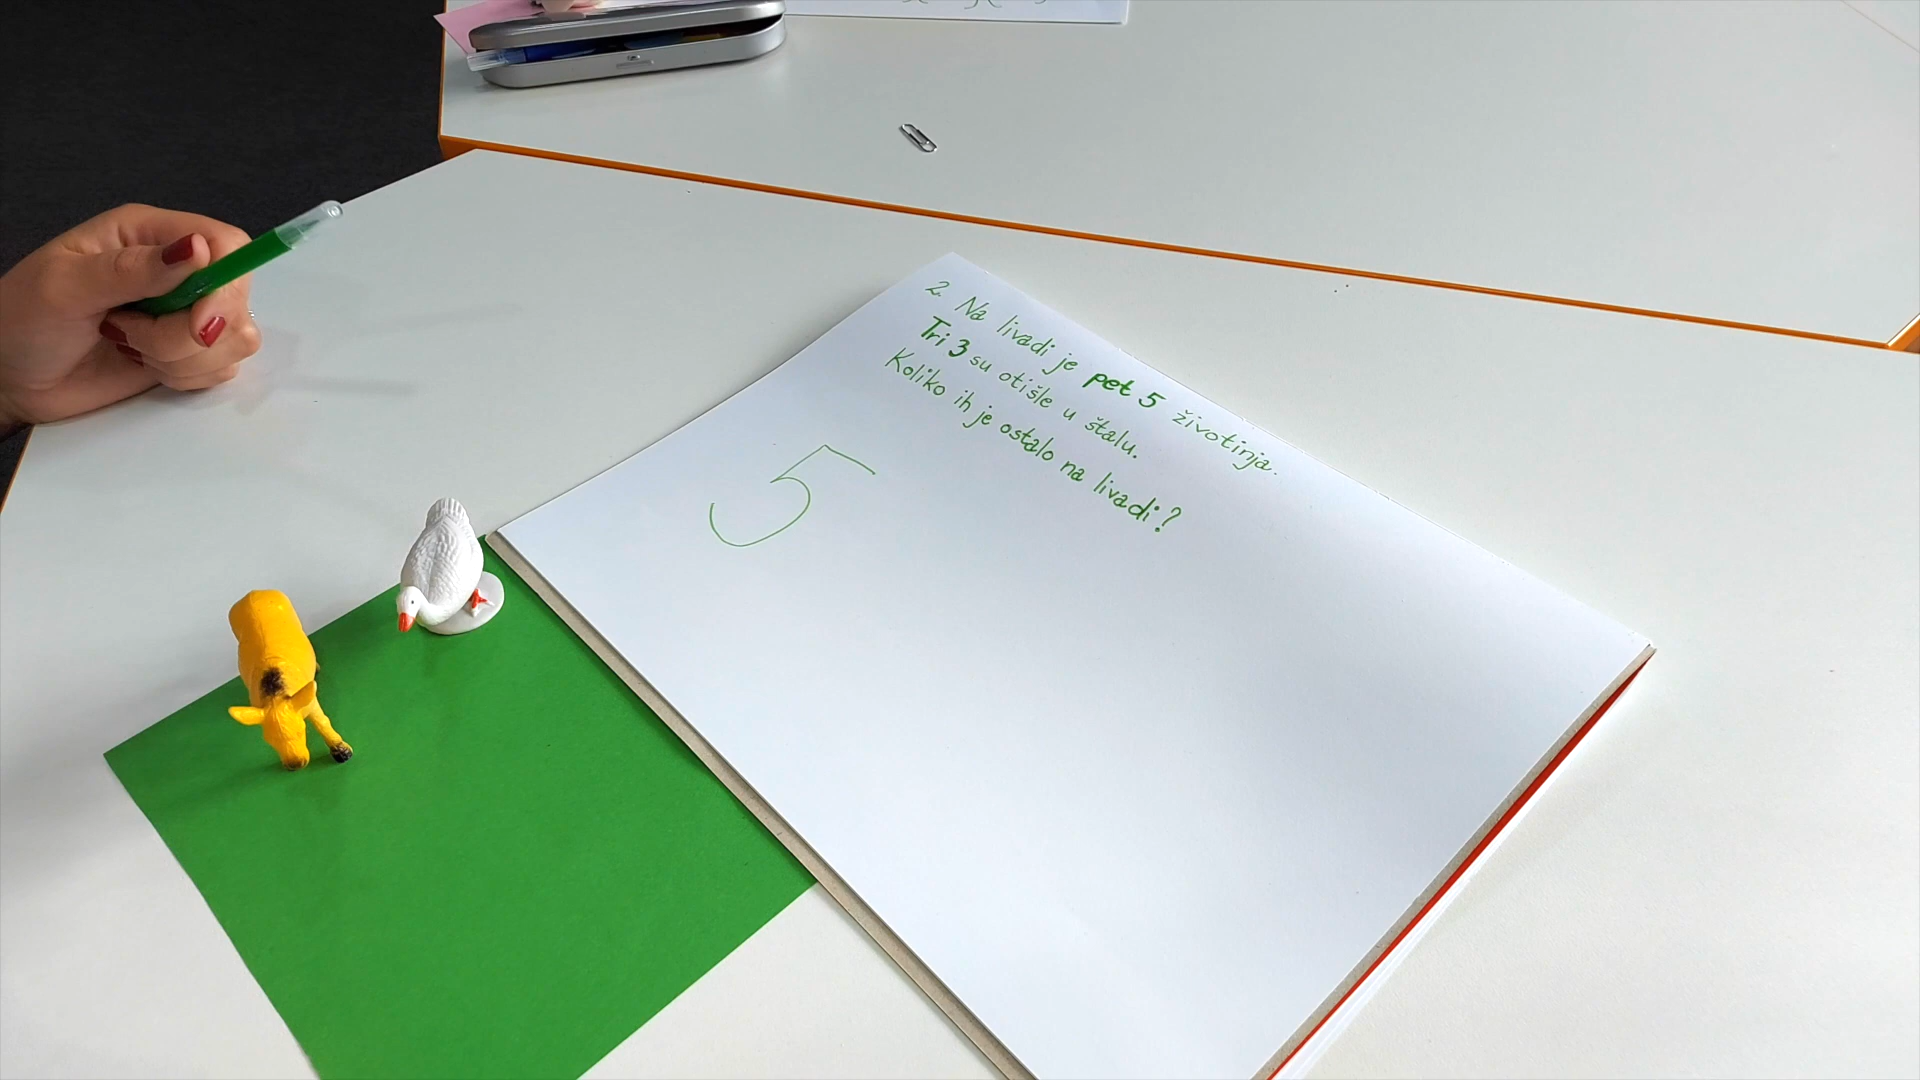 2. Na livadi je pet 5 životinja.
Tri 3 su otišle u štalu.
Koliko ih je ostalo na livadi?
5